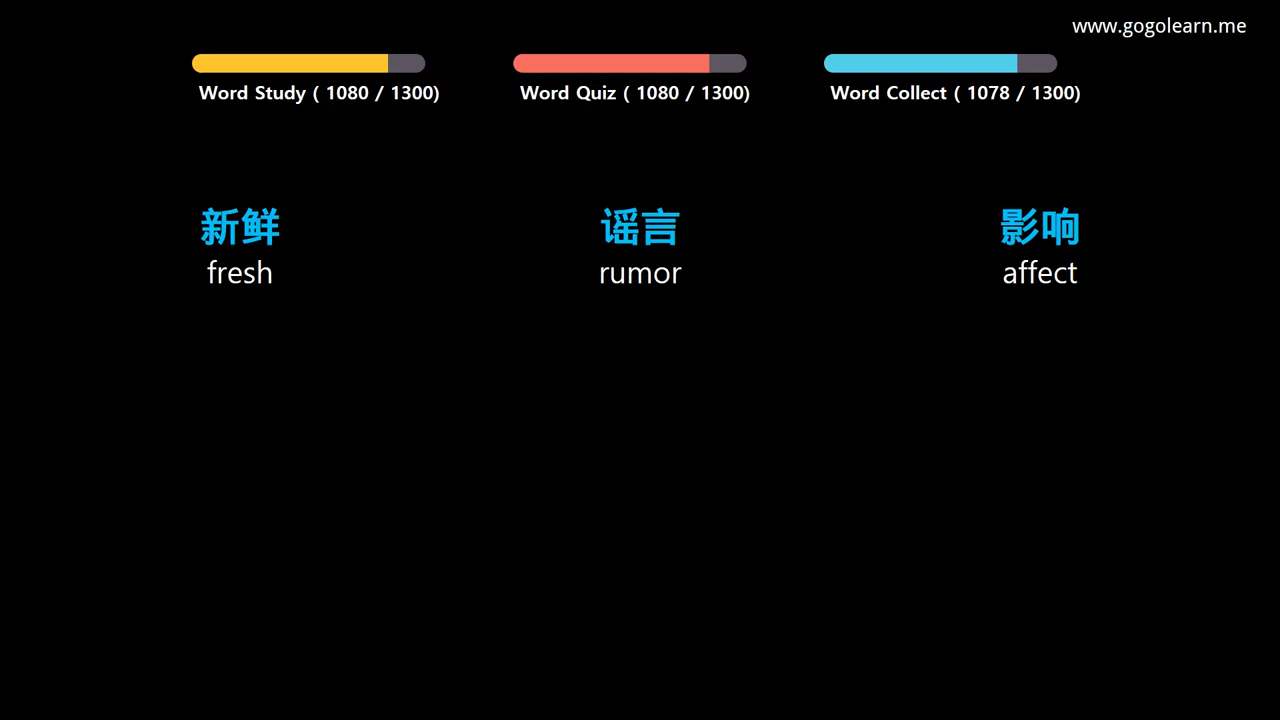 www.gogolearn.me
Word Study ( 1080 / 1300)
Word Quiz ( 1080 / 1300)
Word Collect ( 1078 / 1300)
新鲜
fresh
谣言
rumor
影响
affect